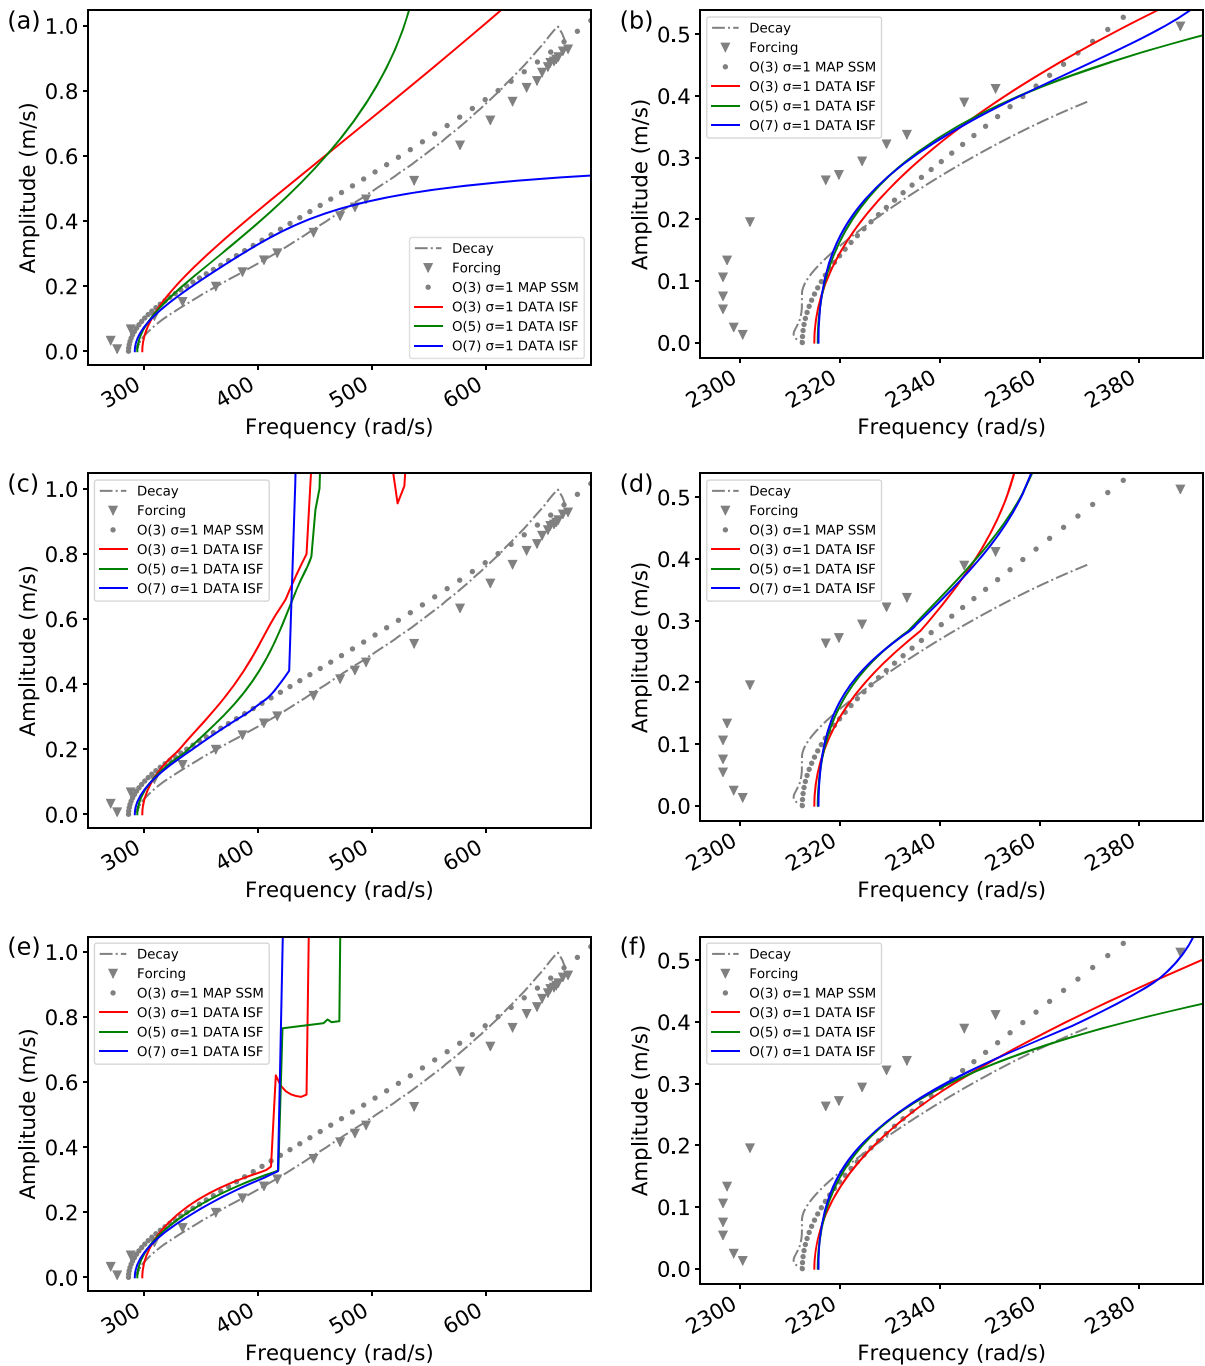 (a)
1.0
0.8
0.6
0.4
0.2
0.0
Amplitude (m/s)
Decay
Forcing
O(3) σ=1 MAP SSM
O(3) σ=1 DATA ISF
O(5) σ=1 DATA ISF
O(7) σ=1 DATA ISF
300
400
500
600
Frequency (rad/s)
(b)
0.5
0.4
0.3
0.2
0.1
0.0
Amplitude (m/s)
Decay
Forcing
O(3) σ=1 MAP SSM
O(3) σ=1 DATA ISF
O(5) σ=1 DATA ISF
O(7) σ=1 DATA ISF
2300
2320
2340
2360
2380
Frequency (rad/s)
(c)
1.0
0.8
0.6
0.4
0.2
0.0
Amplitude (m/s)
Decay
Forcing
O(3) σ=1 MAP SSM
O(3) σ=1 DATA ISF
O(5) σ=1 DATA ISF
O(7) σ=1 DATA ISF
300
400
500
600
Frequency (rad/s)
(d)
0.5
0.4
0.3
0.2
0.1
0.0
Amplitude (m/s)
Decay
Forcing
O(3) σ=1 MAP SSM
O(3) σ=1 DATA ISF
O(5) σ=1 DATA ISF
O(7) σ=1 DATA ISF
2300
2320
2340
2360
2380
Frequency (rad/s)
(e)
1.0
0.8
0.6
0.4
0.2
0.0
Amplitude (m/s)
Decay
Forcing
O(3) σ=1 MAP SSM
O(3) σ=1 DATA ISF
O(5) σ=1 DATA ISF
O(7) σ=1 DATA ISF
300
400
500
600
Frequency (rad/s)
(f)
0.5
0.4
0.3
0.2
0.1
0.0
Amplitude (m/s)
Decay
Forcing
O(3) σ=1 MAP SSM
O(3) σ=1 DATA ISF
O(5) σ=1 DATA ISF
O(7) σ=1 DATA ISF
2300
2320
2340
2360
2380
Frequency (rad/s)